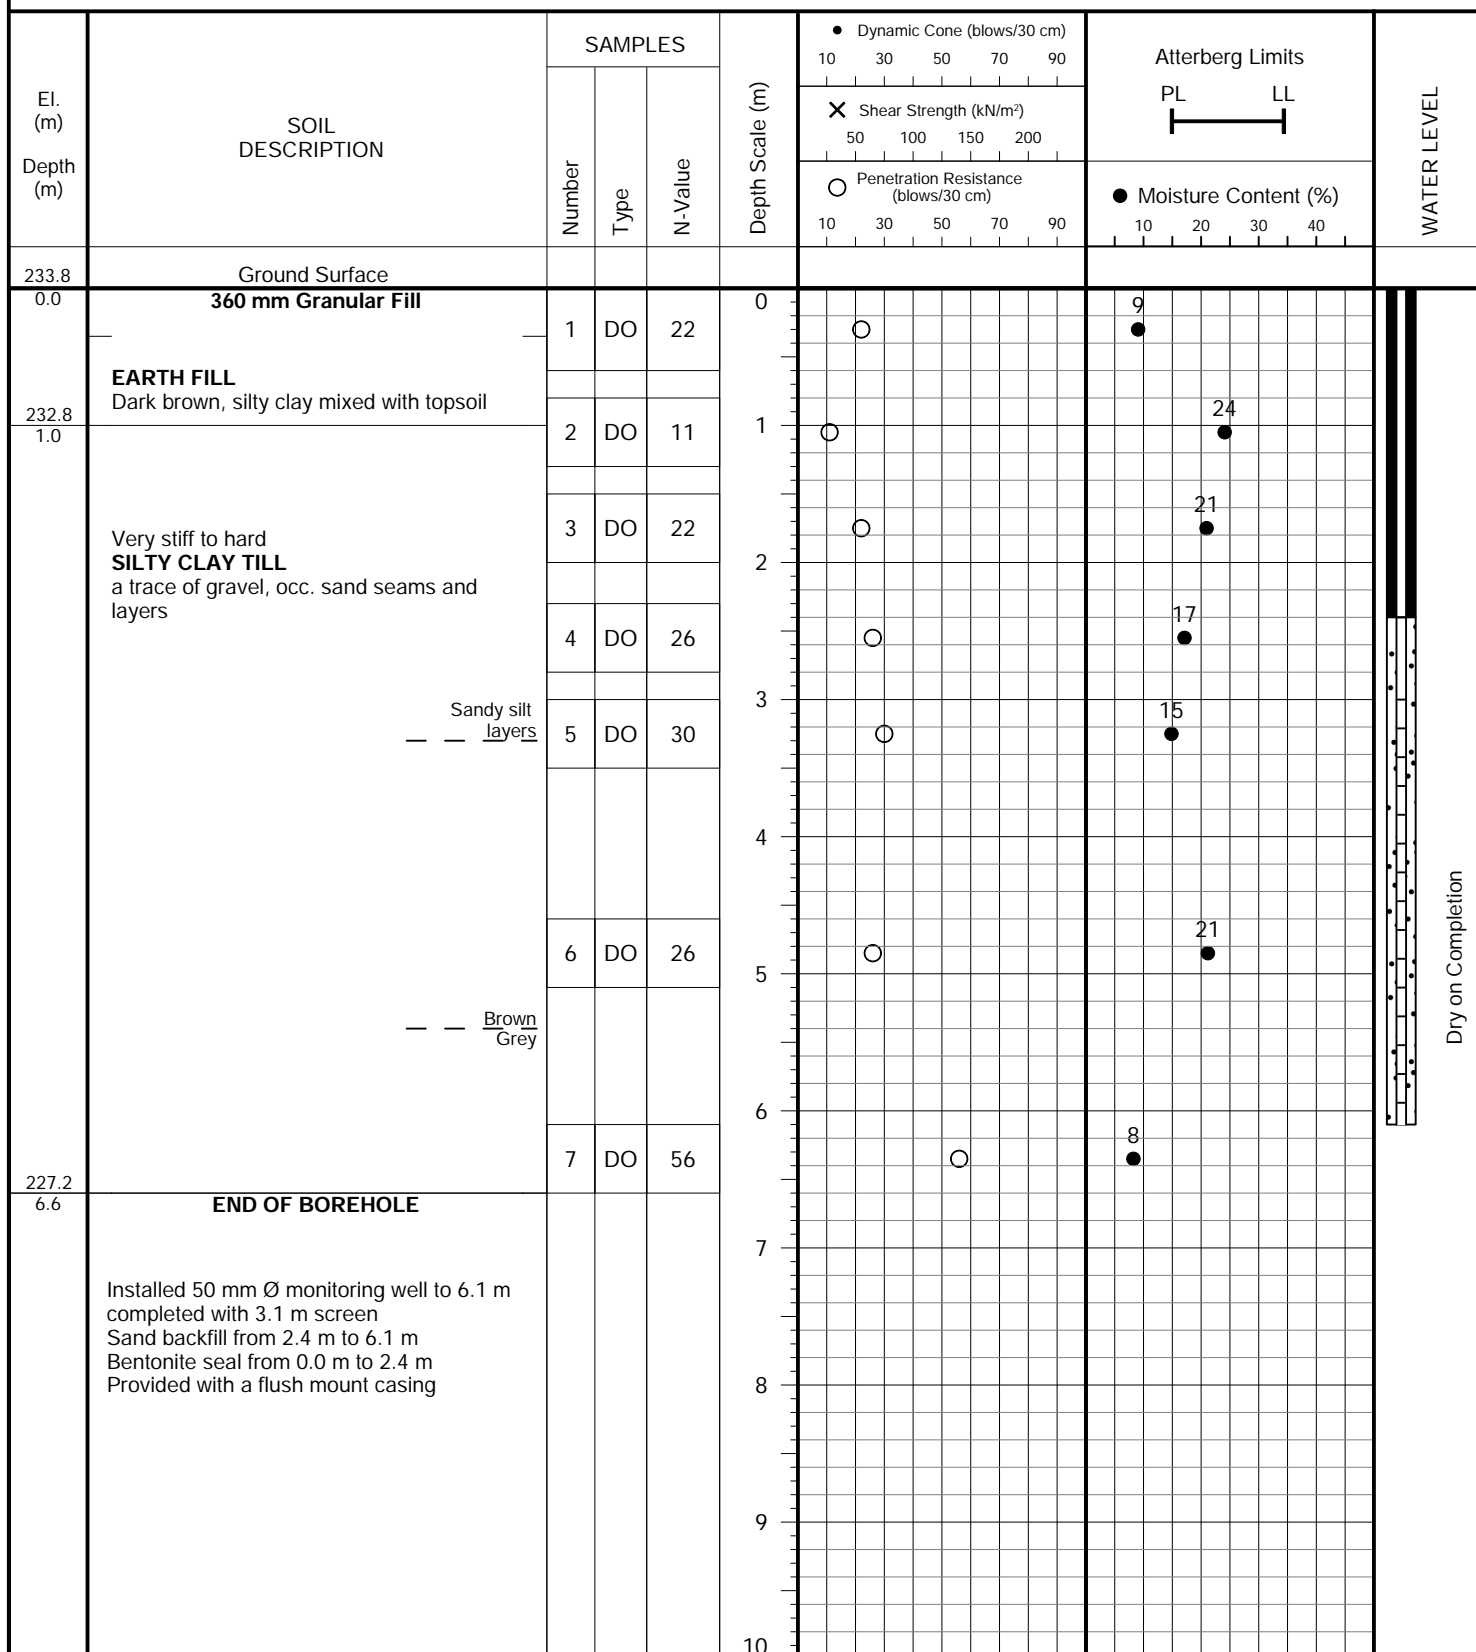 El.
(m)
Depth
(m)
SOIL
DESCRIPTION
SAMPLES
Number
Type
N-Value
Depth Scale (m)
Dynamic Cone (blows/30 cm)
10 30 50 70 90
Shear Strength (kN/m²)
50 100 150 200
Penetration Resistance
(blows/30 cm)
10 30 50 70 90
Atterberg Limits
PL LL
Moisture Content (%)
10 20 30 40
WATER LEVEL
233.8 Ground Surface
0.0 360 mm Granular Fill 0
1 DO 22 9
EARTH FILL
Dark brown, silty clay mixed with topsoil
232.8
1.0
2 DO 11 1 24
3 DO 22 21
Very stiff to hard
SILTY CLAY TILL
a trace of gravel, occ. sand seams and
layers
2
4 DO 26 17
3
Sandy silt
layers
5 DO 30 15
4
6 DO 26 21
5
Brown
Grey
Dry on Completion
6
7 DO 56 8
227.2
6.6 END OF BOREHOLE
7
Installed 50 mm Ø monitoring well to 6.1 m
completed with 3.1 m screen
Sand backfill from 2.4 m to 6.1 m
Bentonite seal from 0.0 m to 2.4 m
Provided with a flush mount casing
8
9
10